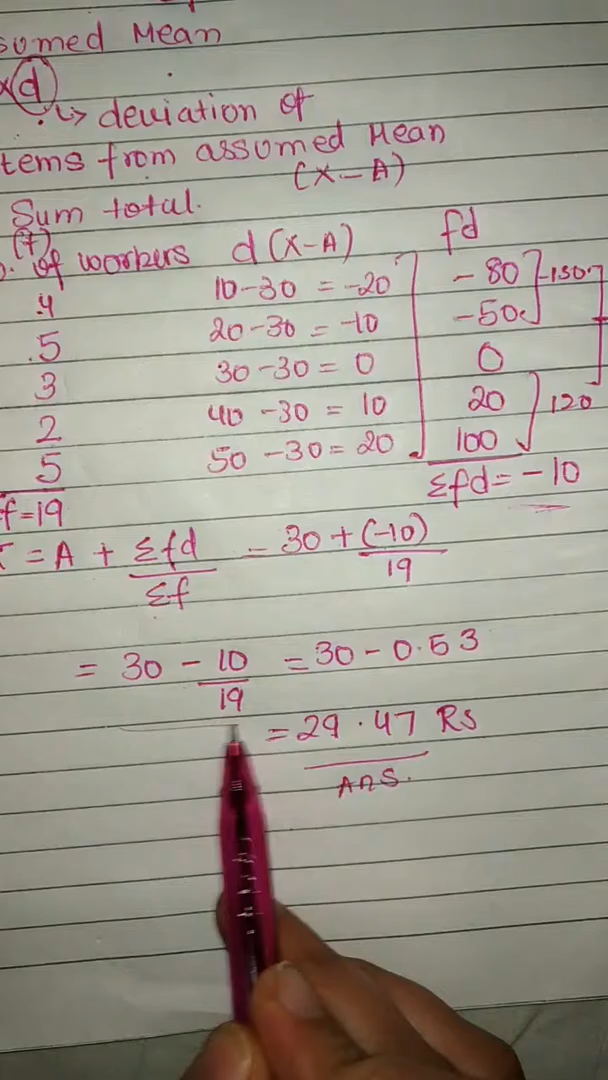 sumed Mean
x d
↳ deviation of
tems from assumed Mean
(X-A)
Sum total.
(f)
of workers d(X-A) fd
4 10-30 = -20 -80 -130
5 20-30 = -10 -50
3 30-30 = 0 0
2 40-30 = 10 20 120
5 50-30 = 20 100
f=19 Σfd = -10
= A + Σfd/Σf = 30 + (-10)/19
= 30 - 10/19 = 30 - 0.53
= 29.47 Rs
Ans.